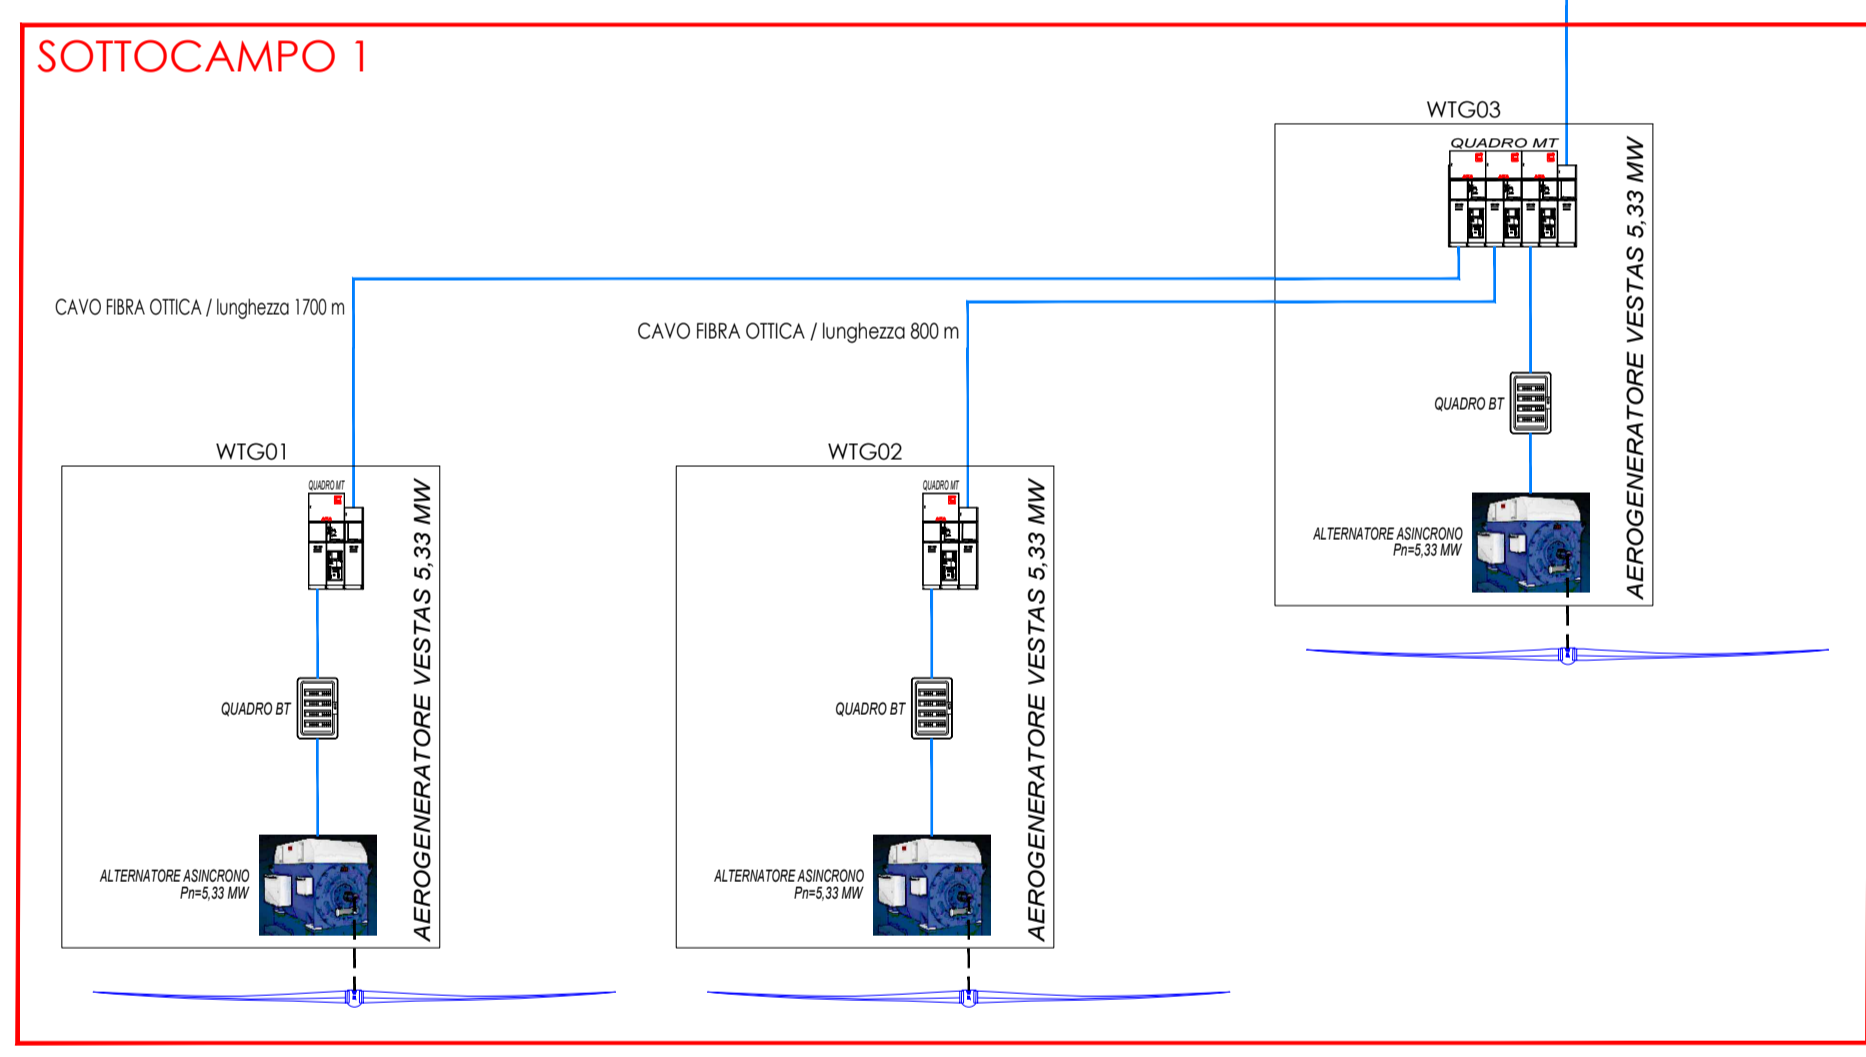 SOTTOCAMPO 1
WTG03
QUADRO MT
AEROGENERATORE VESTAS 5,33 MW
CAVO FIBRA OTTICA / lunghezza 1700 m
CAVO FIBRA OTTICA / lunghezza 800 m
QUADRO BT
ALTERNATORE ASINCRONO
Pn=5,33 MW
WTG01
QUADRO MT
AEROGENERATORE VESTAS 5,33 MW
QUADRO BT
ALTERNATORE ASINCRONO
Pn=5,33 MW
WTG02
QUADRO MT
AEROGENERATORE VESTAS 5,33 MW
QUADRO BT
ALTERNATORE ASINCRONO
Pn=5,33 MW